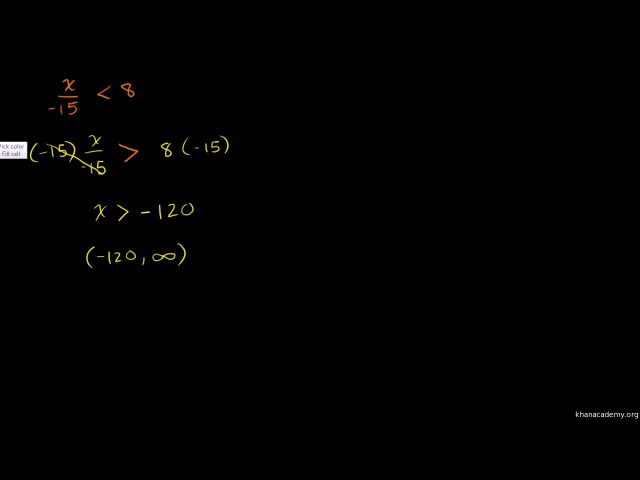 x/-15 < 8
(-15) x/-15 > 8 (-15)
Pick color
Fill cell
x > -120
(-120, ∞)
khanacademy.org